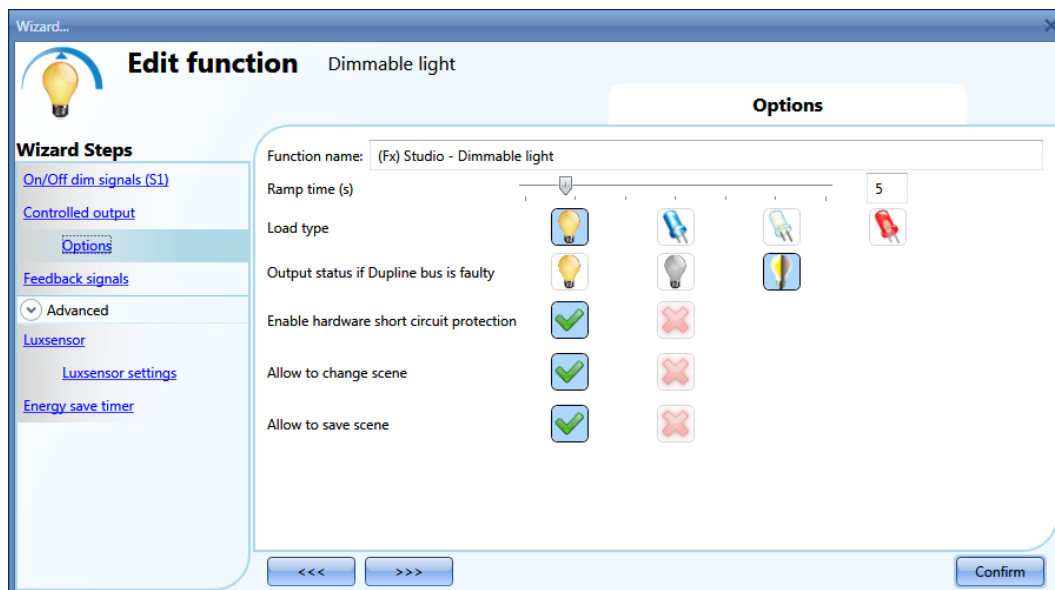 Wizard...
Edit function Dimmable light
Options
Wizard Steps
On/Off dim signals (S1)
Controlled output
Options
Feedback signals
Advanced
Luxsensor
Luxsensor settings
Energy save timer
Function name: (Fx) Studio - Dimmable light
Ramp time (s) 5
Load type
Output status if Dupline bus is faulty
Enable hardware short circuit protection
Allow to change scene
Allow to save scene
<<< >>> Confirm